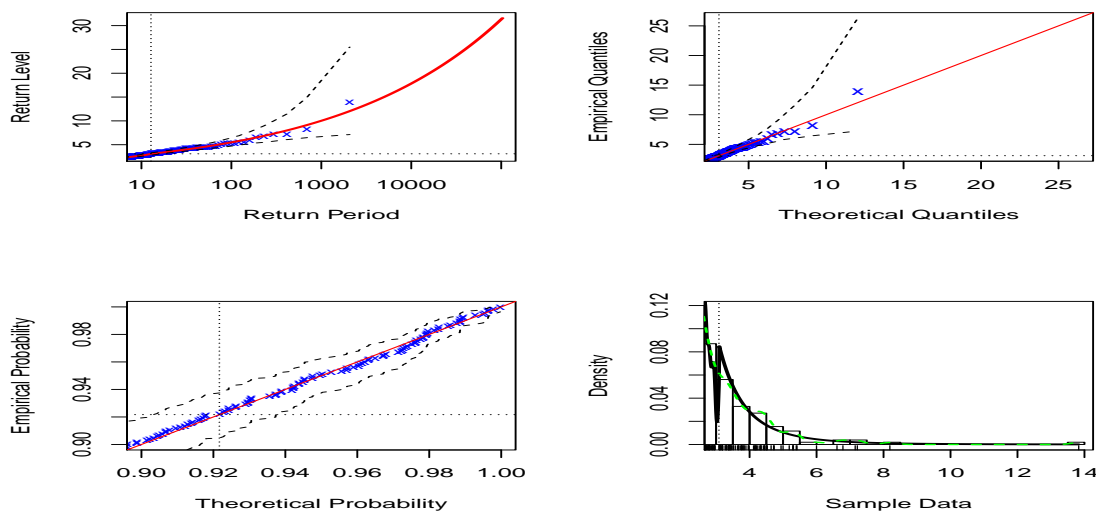 Return Level
5 10 20 30
10 100 1000 10000
Return Period
Empirical Quantiles
5 10 15 25
5 10 15 20 25
Theoretical Quantiles
Empirical Probability
0.90 0.94 0.98
0.90 0.92 0.94 0.96 0.98 1.00
Theoretical Probability
Density
0.00 0.04 0.08 0.12
4 6 8 10 12 14
Sample Data